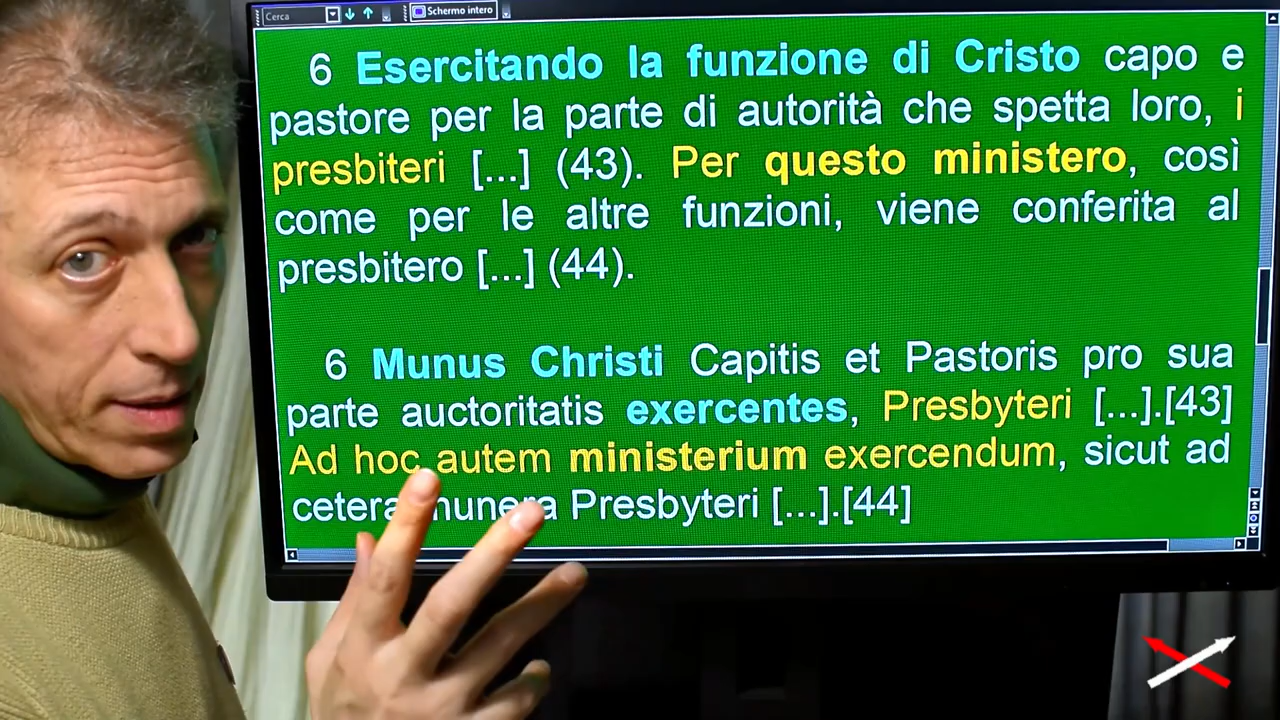 Cerca
Schermo intero
6 Esercitando la funzione di Cristo capo e
pastore per la parte di autorità che spetta loro, i
presbiteri [...] (43). Per questo ministero, così
come per le altre funzioni, viene conferita al
presbitero [...] (44).
6 Munus Christi Capitis et Pastoris pro sua
parte auctoritatis exercentes, Presbyteri [...].[43]
Ad hoc autem ministerium exercendum, sicut ad
cetera munera Presbyteri [...].[44]